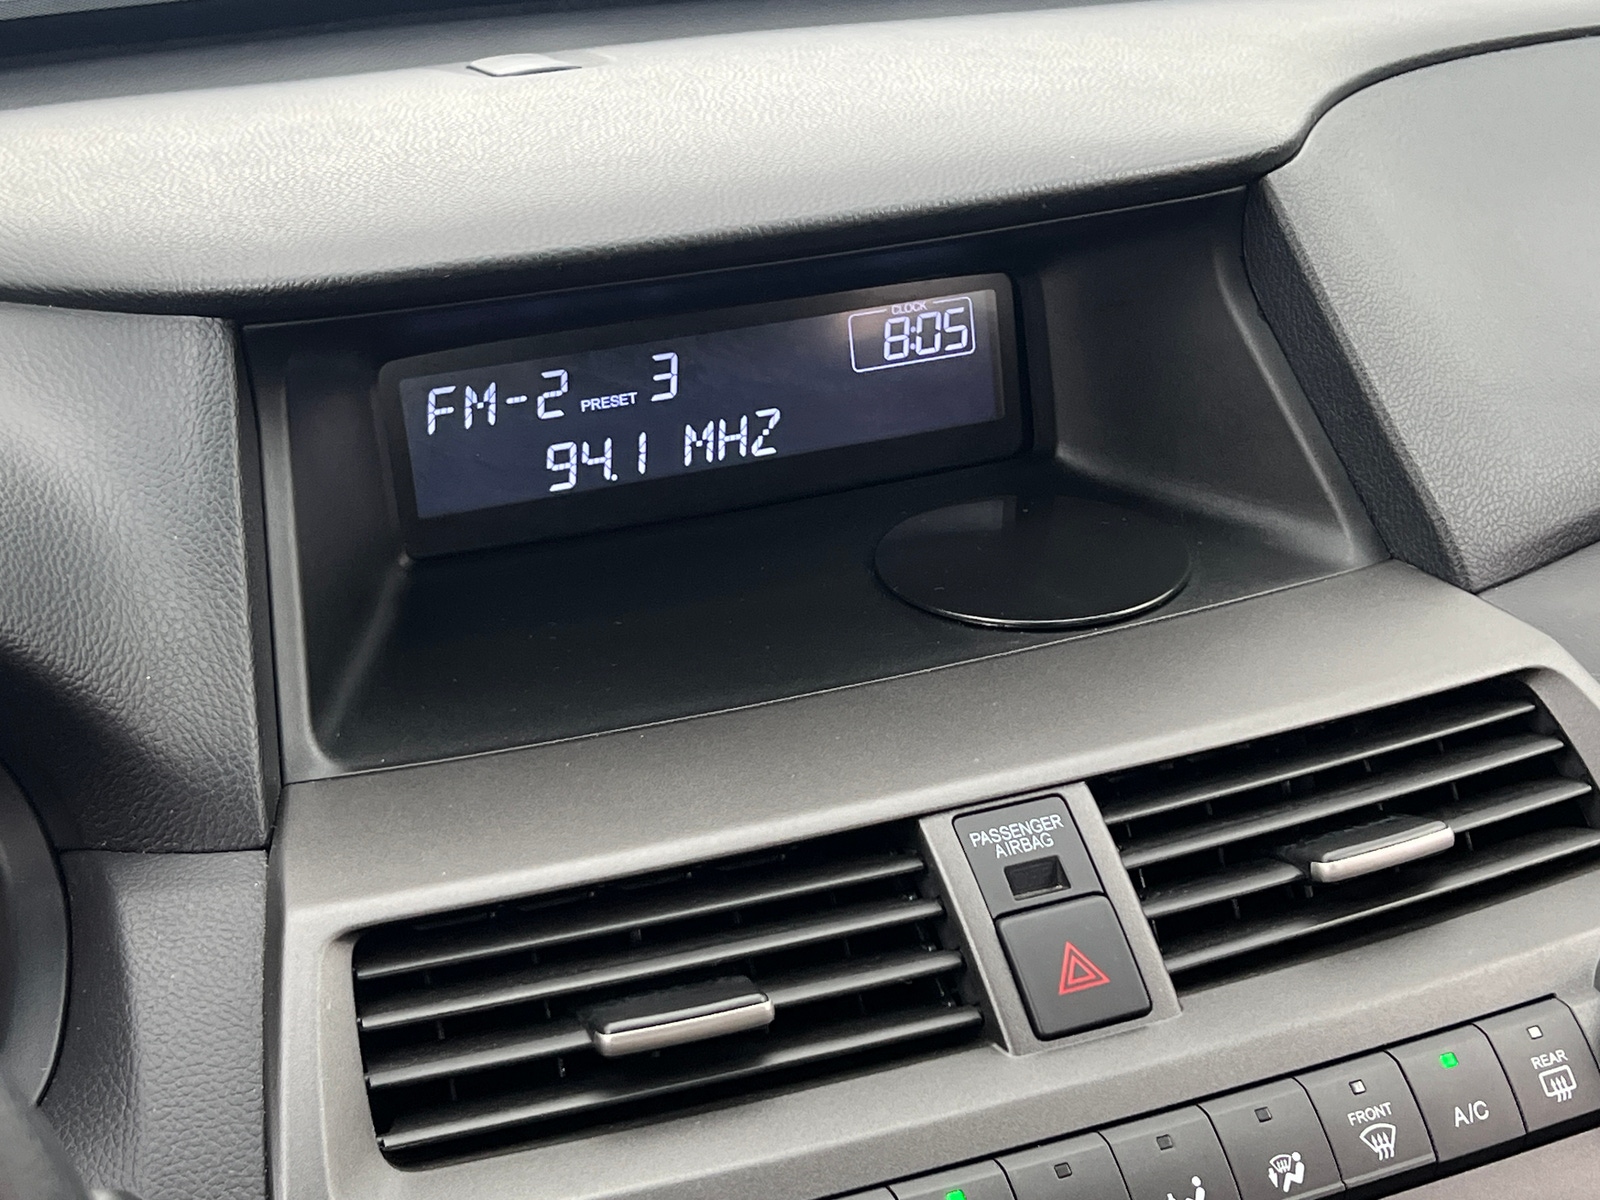 CLOCK
8:05
FM-2 PRESET 3
94.1 MHZ
PASSENGER
AIRBAG
REAR
A/C
FRONT